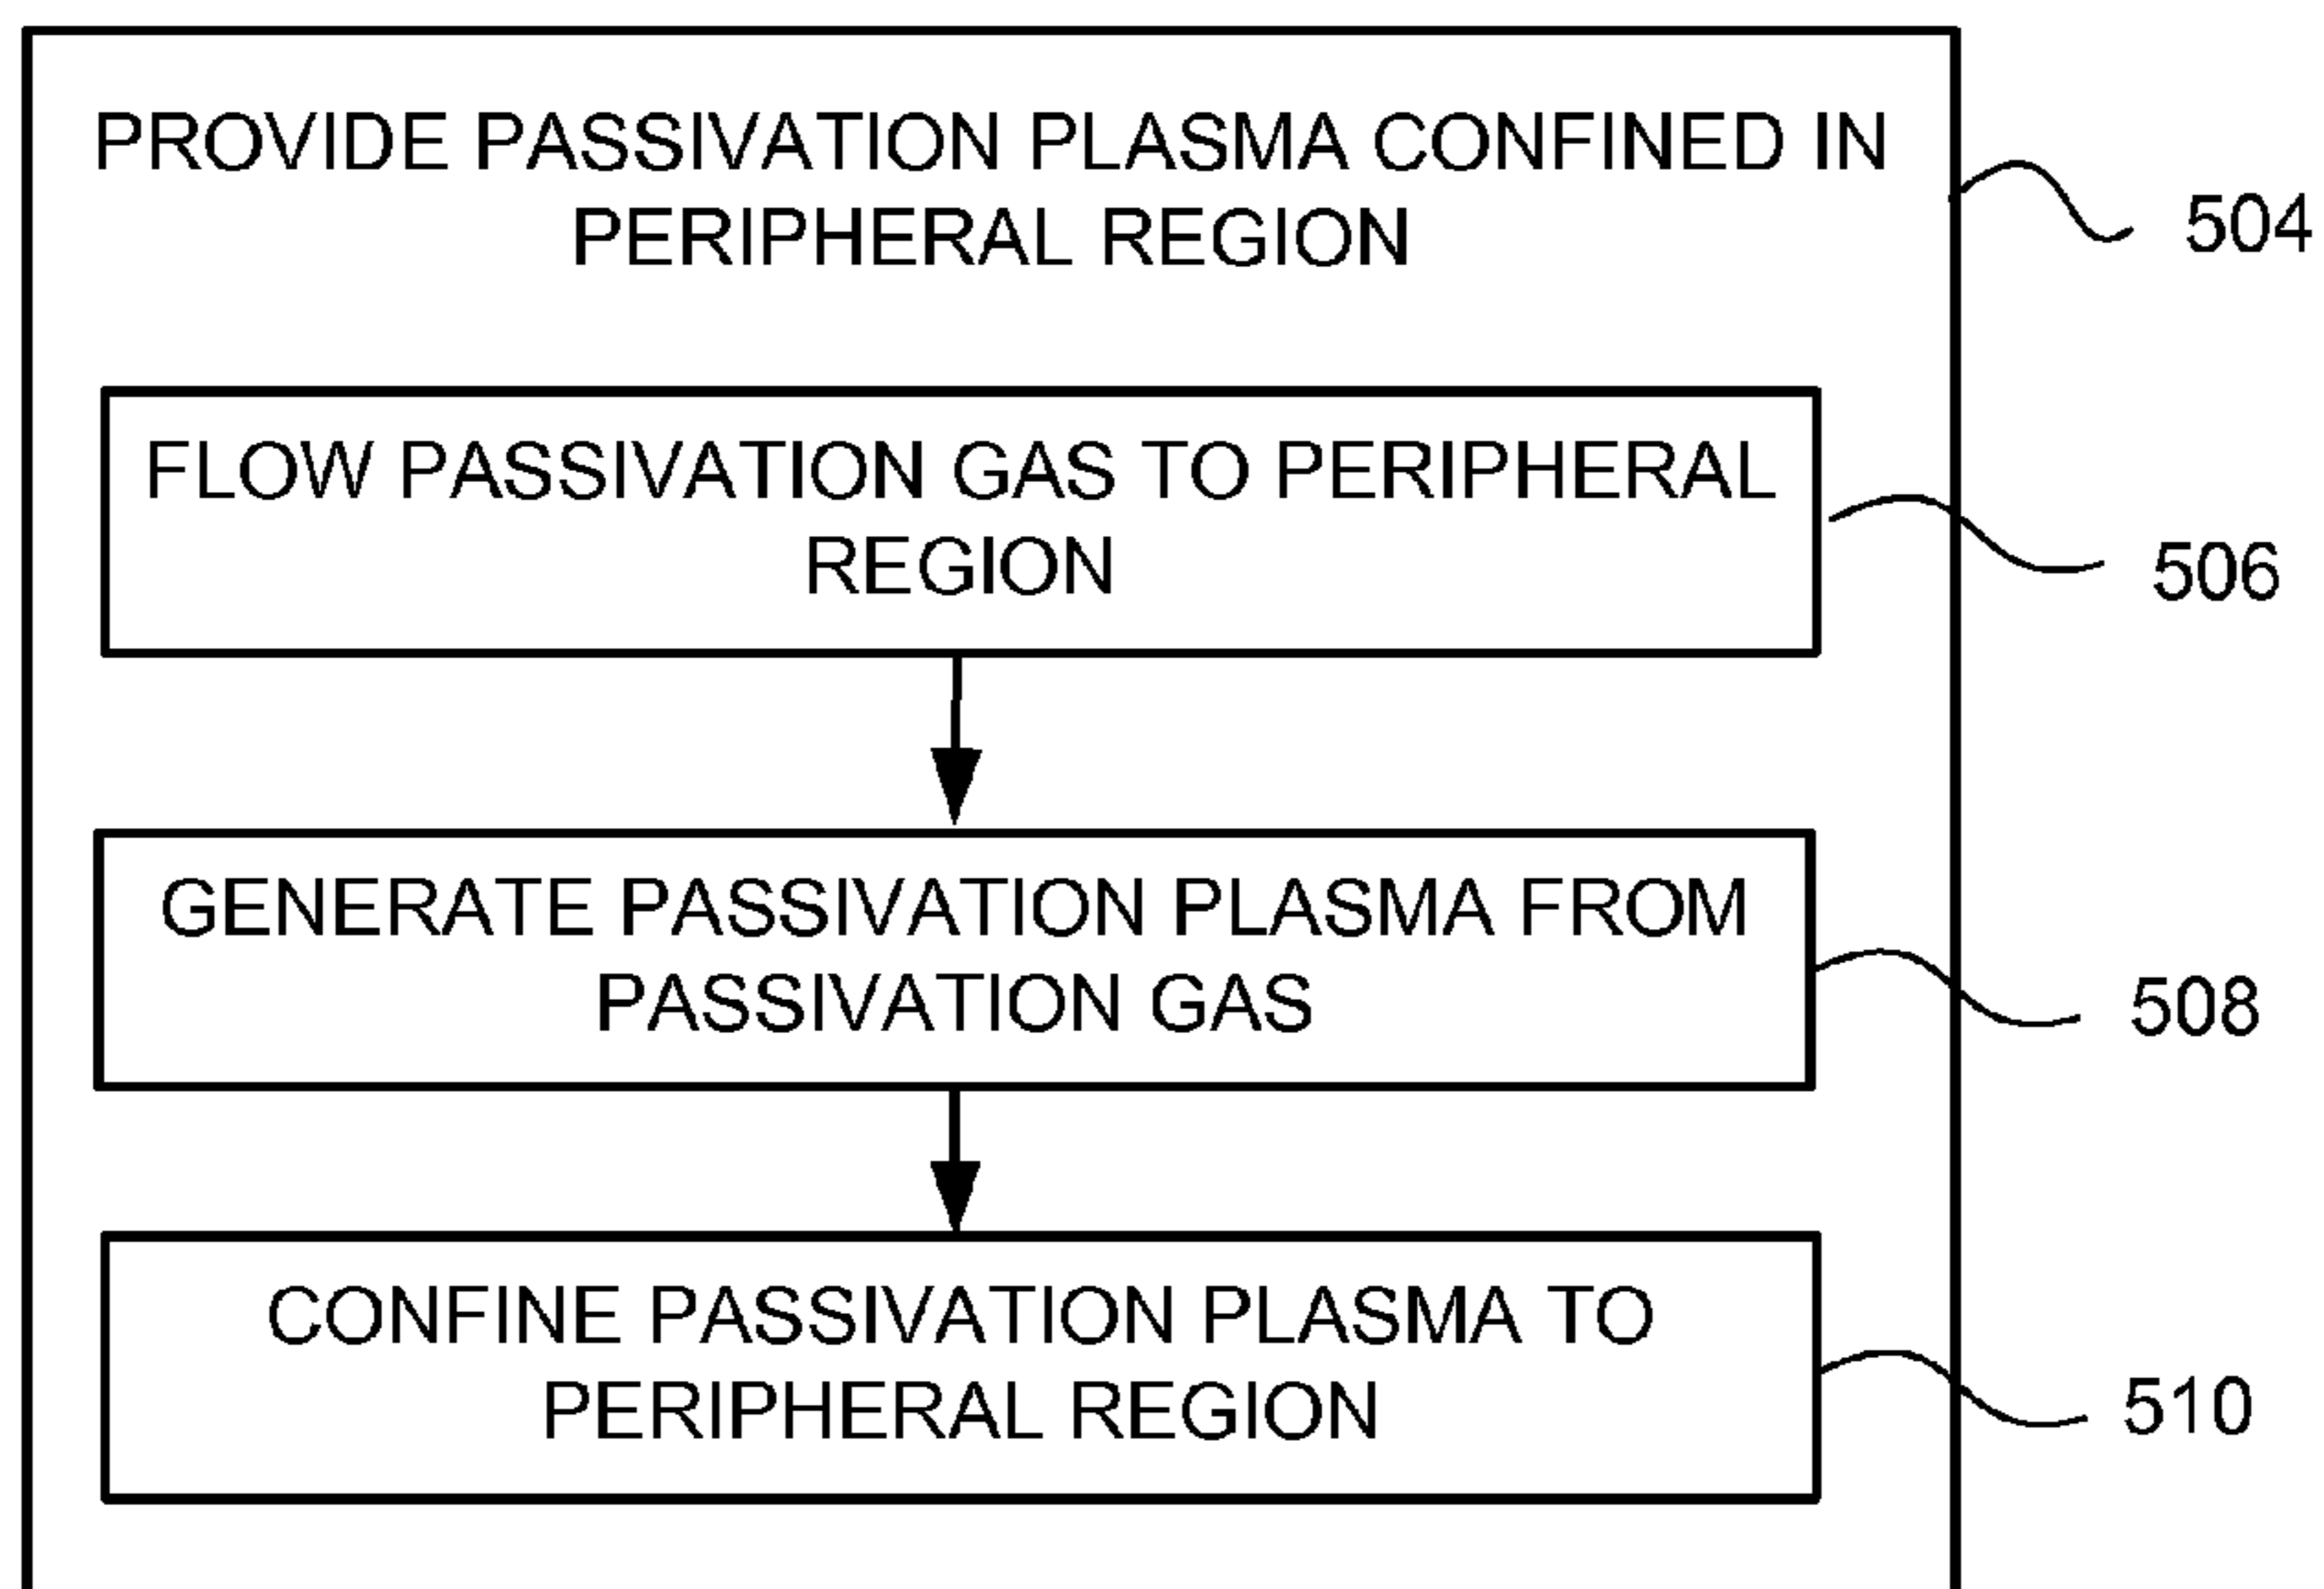 PROVIDE PASSIVATION PLASMA CONFINED IN
PERIPHERAL REGION
504
FLOW PASSIVATION GAS TO PERIPHERAL
REGION
506
GENERATE PASSIVATION PLASMA FROM
PASSIVATION GAS
508
CONFINE PASSIVATION PLASMA TO
PERIPHERAL REGION
510